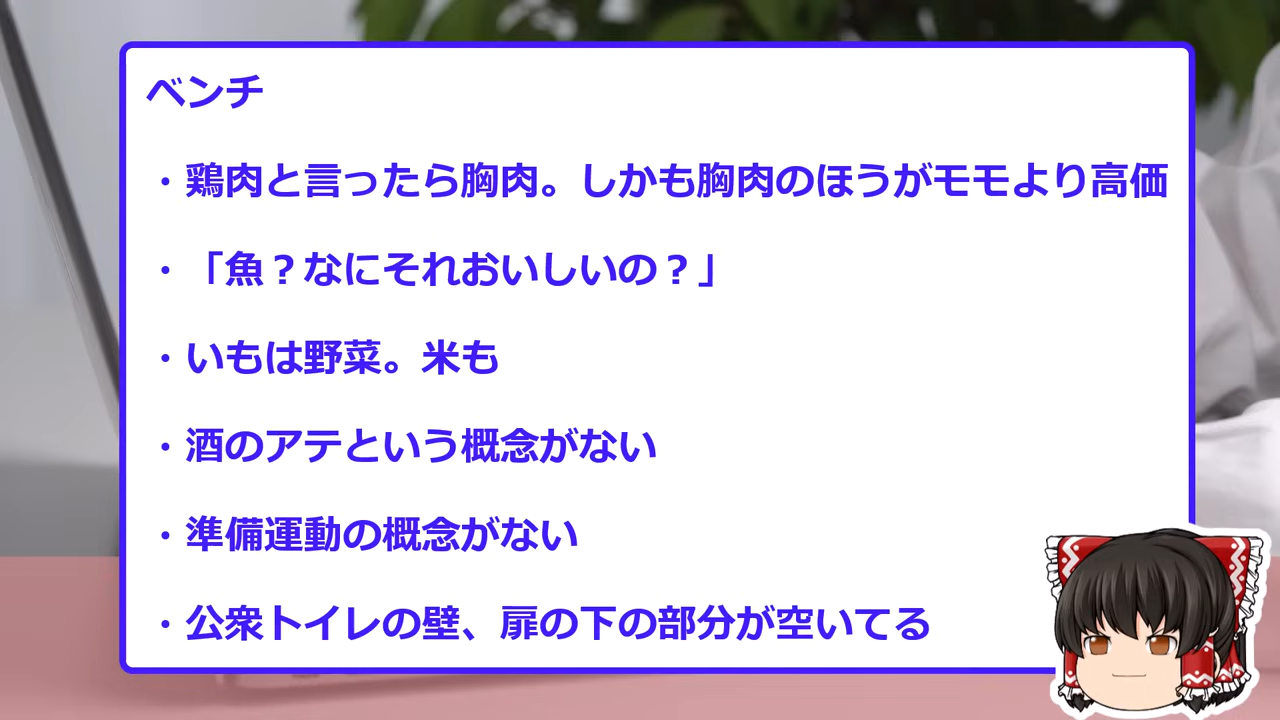 ベンチ
・鶏肉と言ったら胸肉。しかも胸肉のほうがモモより高価
・「魚？なにそれおいしいの？」
・いもは野菜。米も
・酒のアテという概念がない
・準備運動の概念がない
・公衆トイレの壁、扉の下の部分が空いてる